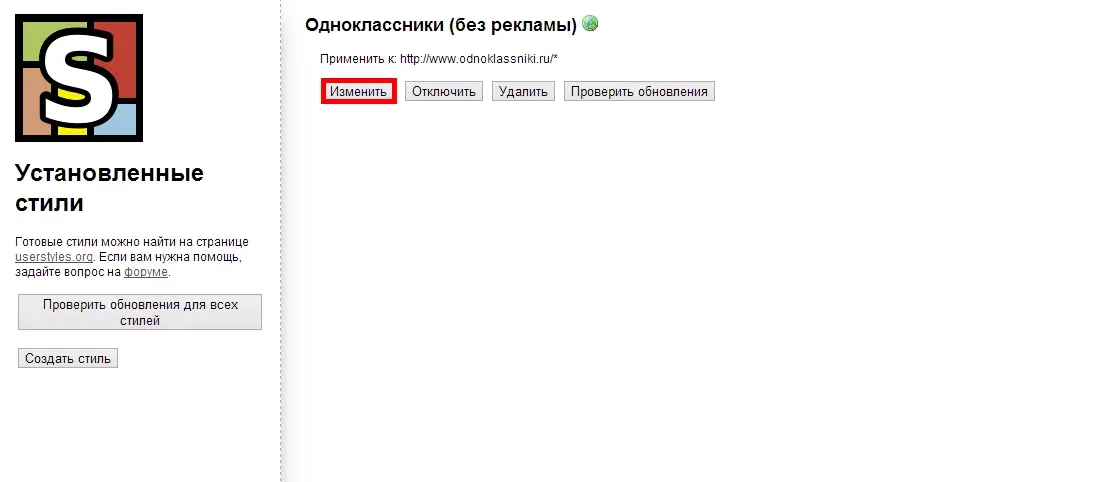 S
Установленные
стили
Готовые стили можно найти на странице
userstyles.org. Если вам нужна помощь,
задайте вопрос на форуме.
Проверить обновления для всех
стилей
Создать стиль
Одноклассники (без рекламы)
Применить к: http://www.odnoklassniki.ru/*
Изменить Отключить Удалить Проверить обновления